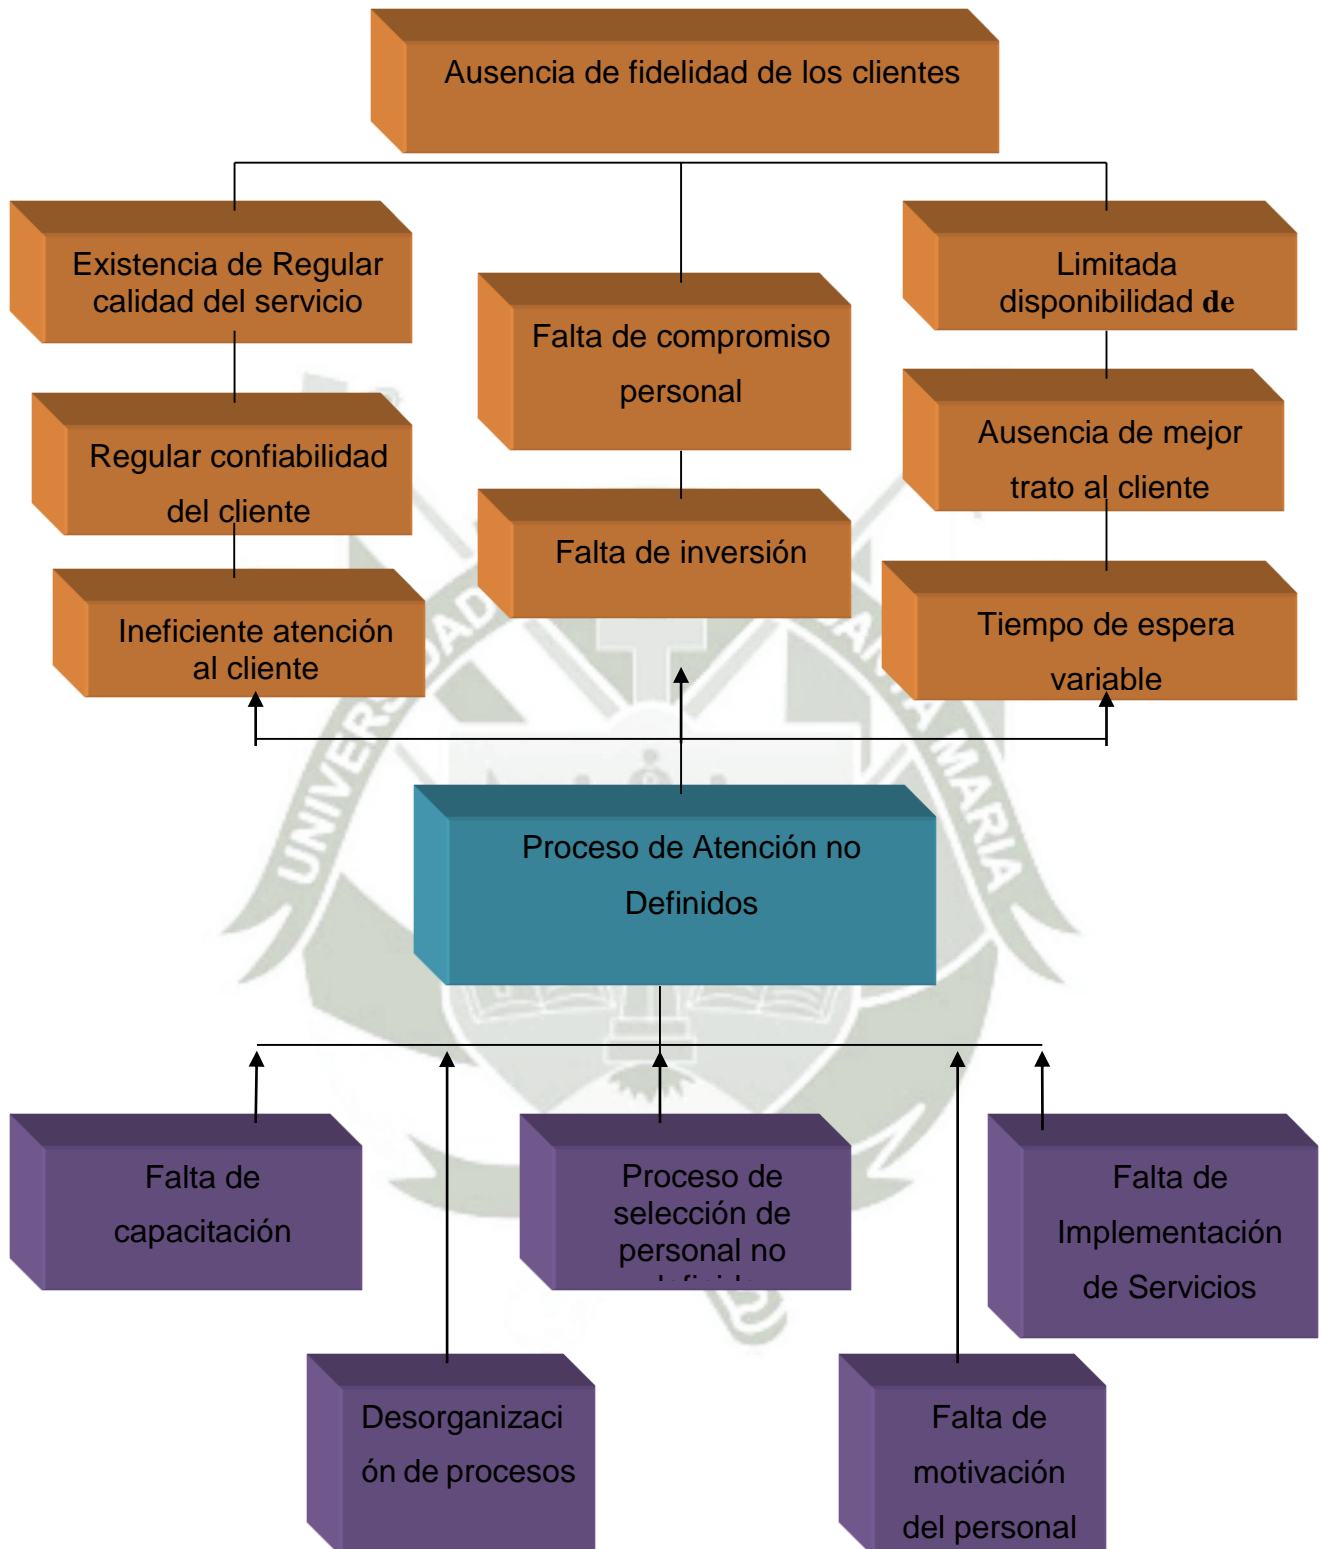 Ausencia de fidelidad de los clientes
Existencia de Regular
calidad del servicio
Falta de compromiso
personal
Limitada
disponibilidad de
Regular confiabilidad
del cliente
Falta de inversión
Ausencia de mejor
trato al cliente
Ineficiente atención
al cliente
Tiempo de espera
variable
UNIVERSIDAD
SANTA MARIA
Proceso de Atención no
Definidos
Falta de
capacitación
Proceso de
selección de
personal no
Falta de
Implementación
de Servicios
Desorganizaci
ón de procesos
Falta de
motivación
del personal